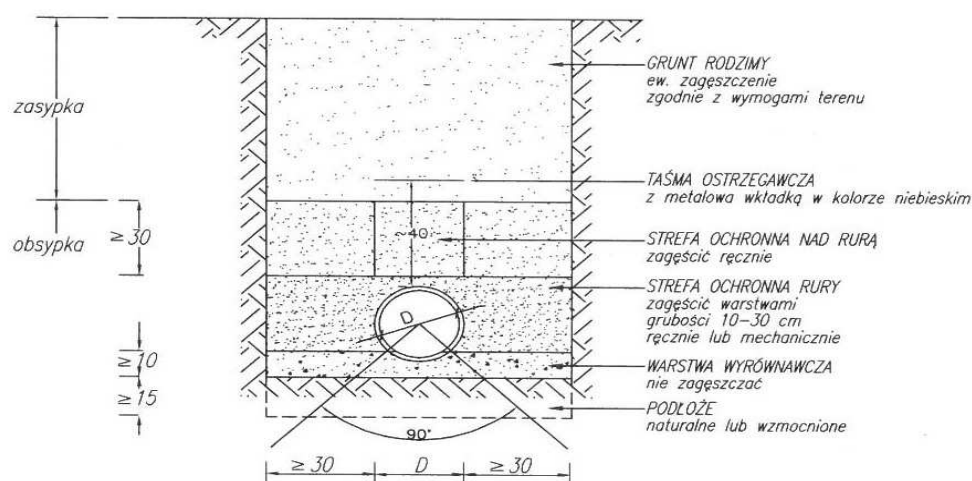 zasypka
obsypka
≥30
≥10
≥15
~40
D
90°
≥30
D
≥30
GRUNT RODZIMY
ew. zagęszczenie
zgodnie z wymogami terenu
TAŚMA OSTRZEGAWCZA
z metalowa wkładką w kolorze niebieskim
STREFA OCHRONNA NAD RURĄ
zagęścić ręcznie
STREFA OCHRONNA RURY
zagęścić warstwami
grubości 10-30 cm
ręcznie lub mechanicznie
WARSTWA WYRÓWNAWCZA
nie zagęszczać
PODŁOŻE
naturalne lub wzmocnione